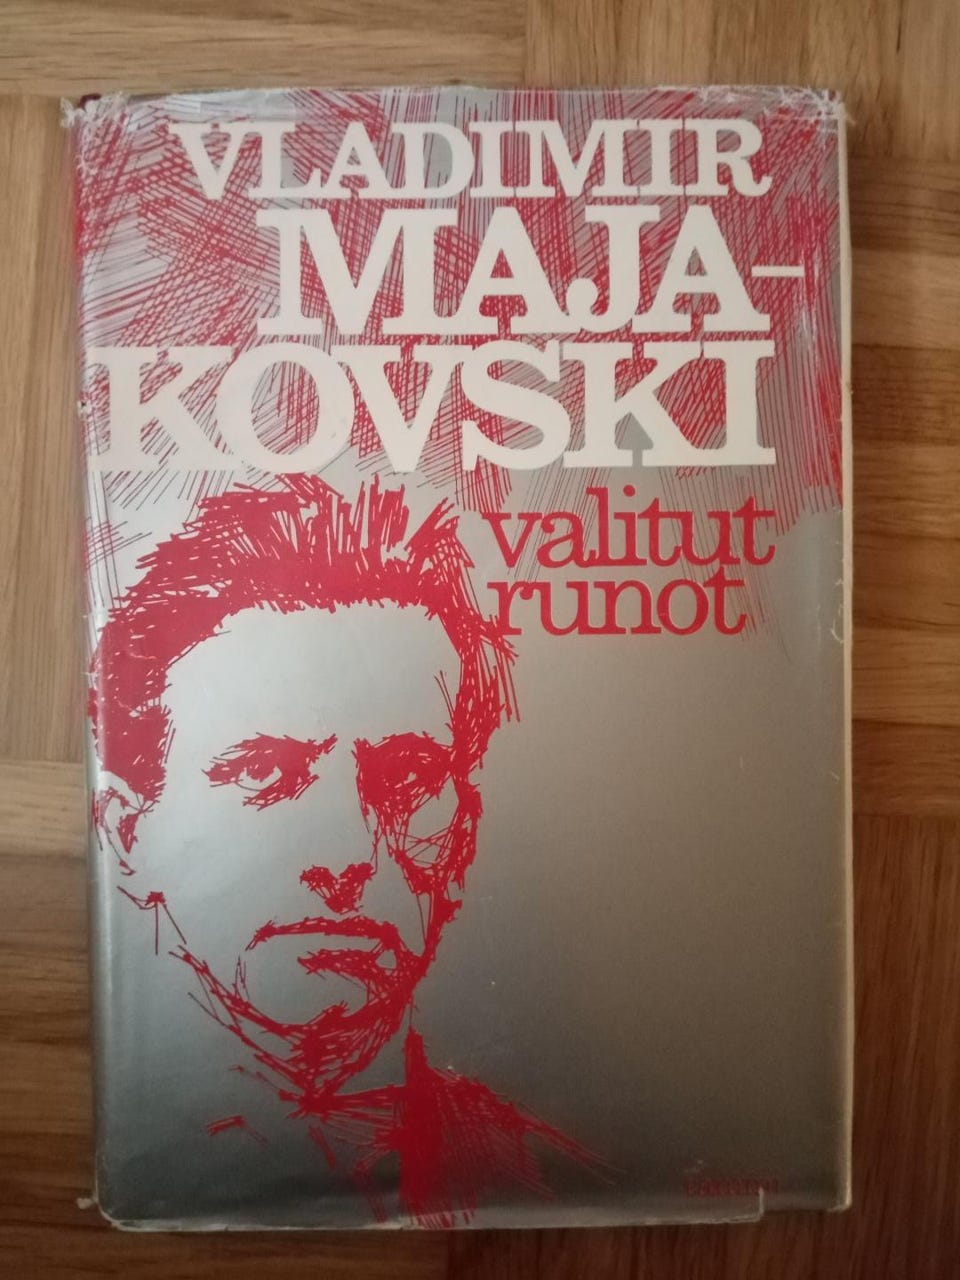 VLADIMIR
MAJA-
KOVSKI
valitut
runot